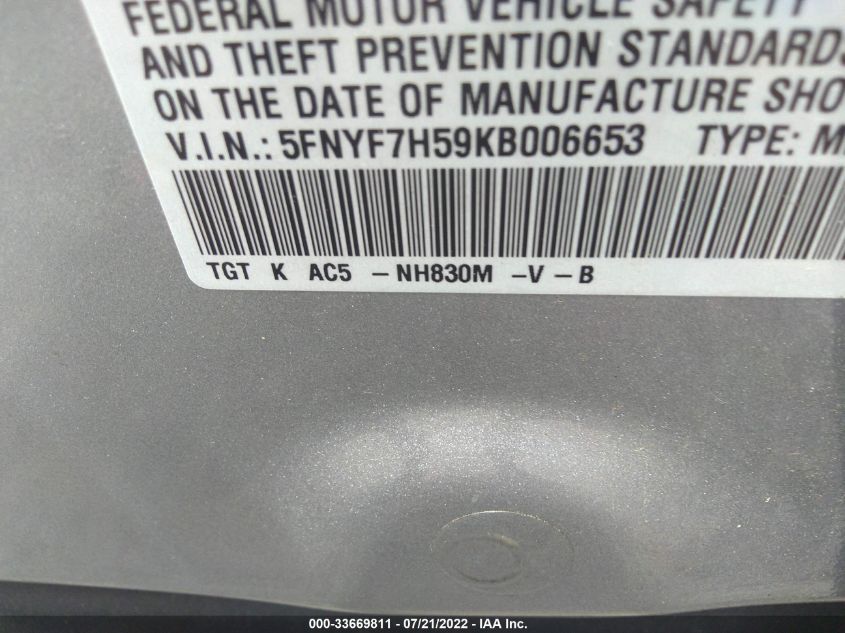 FEDERAL MOTOR VEHICLE SAFETY
AND THEFT PREVENTION STANDARDS
ON THE DATE OF MANUFACTURE SHO
V.I.N.: 5FNYF7H59KB006653 TYPE: M
TGT K AC5 -NH830M -V-B
000-33669811 - 07/21/2022 - IAA Inc.